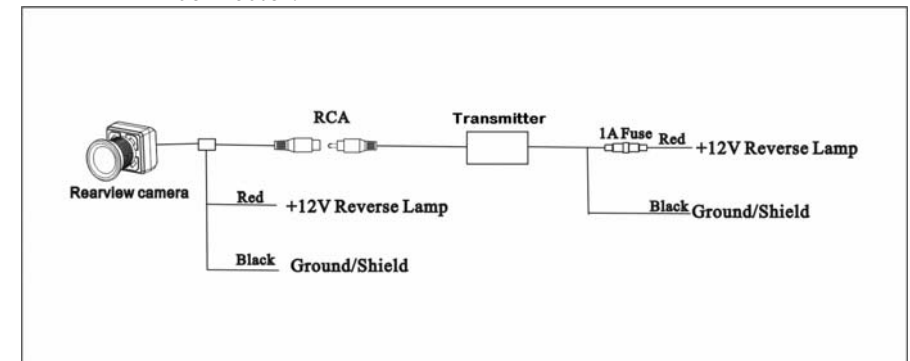 RCA
Transmitter
1A Fuse Red +12V Reverse Lamp
Rearview camera
Red +12V Reverse Lamp
Black Ground/Shield
Black Ground/Shield